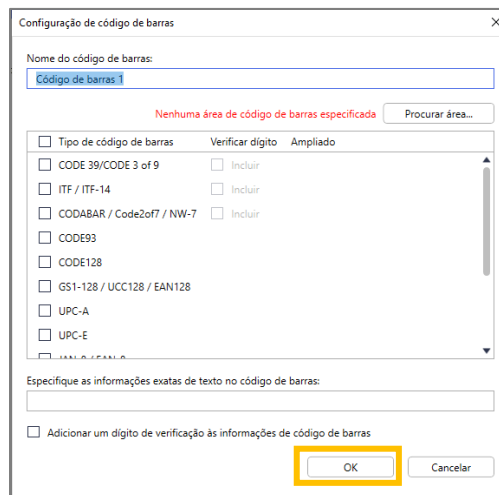 Configuração de código de barras
Nome do código de barras:
Código de barras 1
Nenhuma área de código de barras especificada Procurar área...
Tipo de código de barras Verificar dígito Ampliado
CODE 39/CODE 3 of 9 Incluir
ITF / ITF-14 Incluir
CODABAR / Code2of7 / NW-7 Incluir
CODE93
CODE128
GS1-128 / UCC128 / EAN128
UPC-A
UPC-E
Especifique as informações exatas de texto no código de barras:
Adicionar um dígito de verificação às informações de código de barras
OK Cancelar